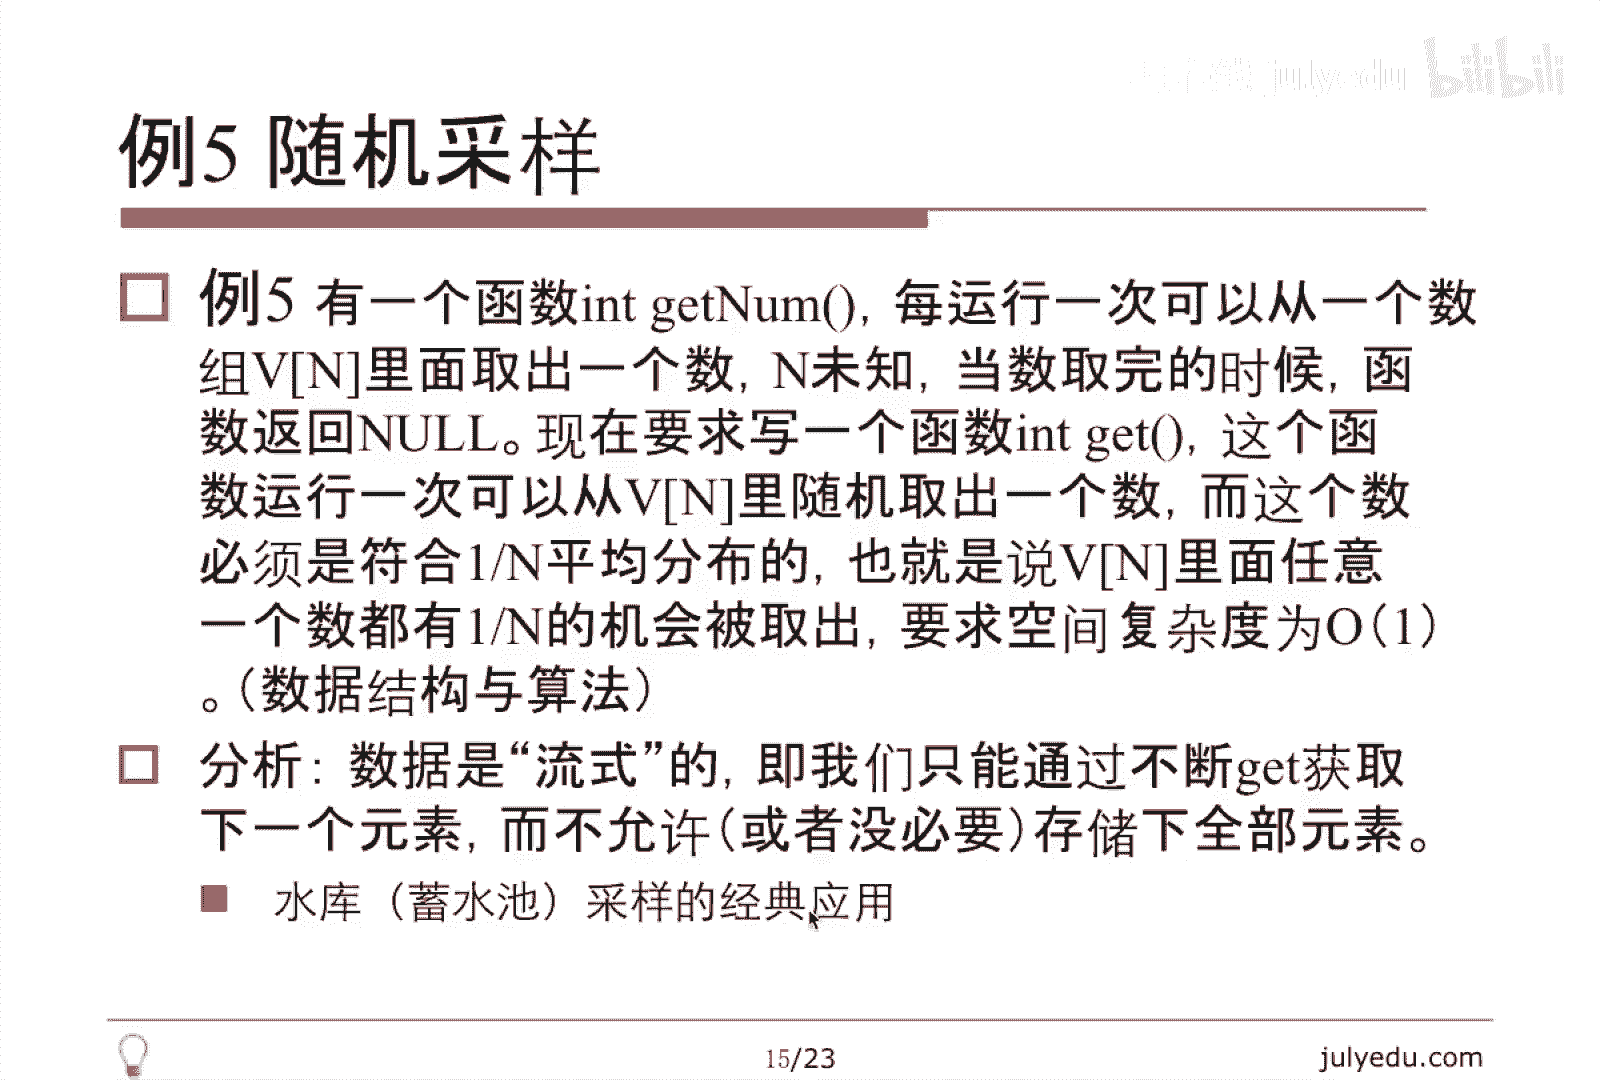 julyedu bilibili
例5 随机采样
例5 有一个函数int getNum()，每运行一次可以从一个数
组V[N]里面取出一个数，N未知，当数取完的时候，函
数返回NULL。现在要求写一个函数int get()，这个函
数运行一次可以从V[N]里随机取出一个数，而这个数
必须是符合1/N平均分布的，也就是说V[N]里面任意
一个数都有1/N的机会被取出，要求空间复杂度为O（1）
。（数据结构与算法）
分析：数据是“流式”的，即我们只能通过不断get获取
下一个元素，而不允许（或者没必要）存储下全部元素。
水库（蓄水池）采样的经典应用
15/23
julyedu.com